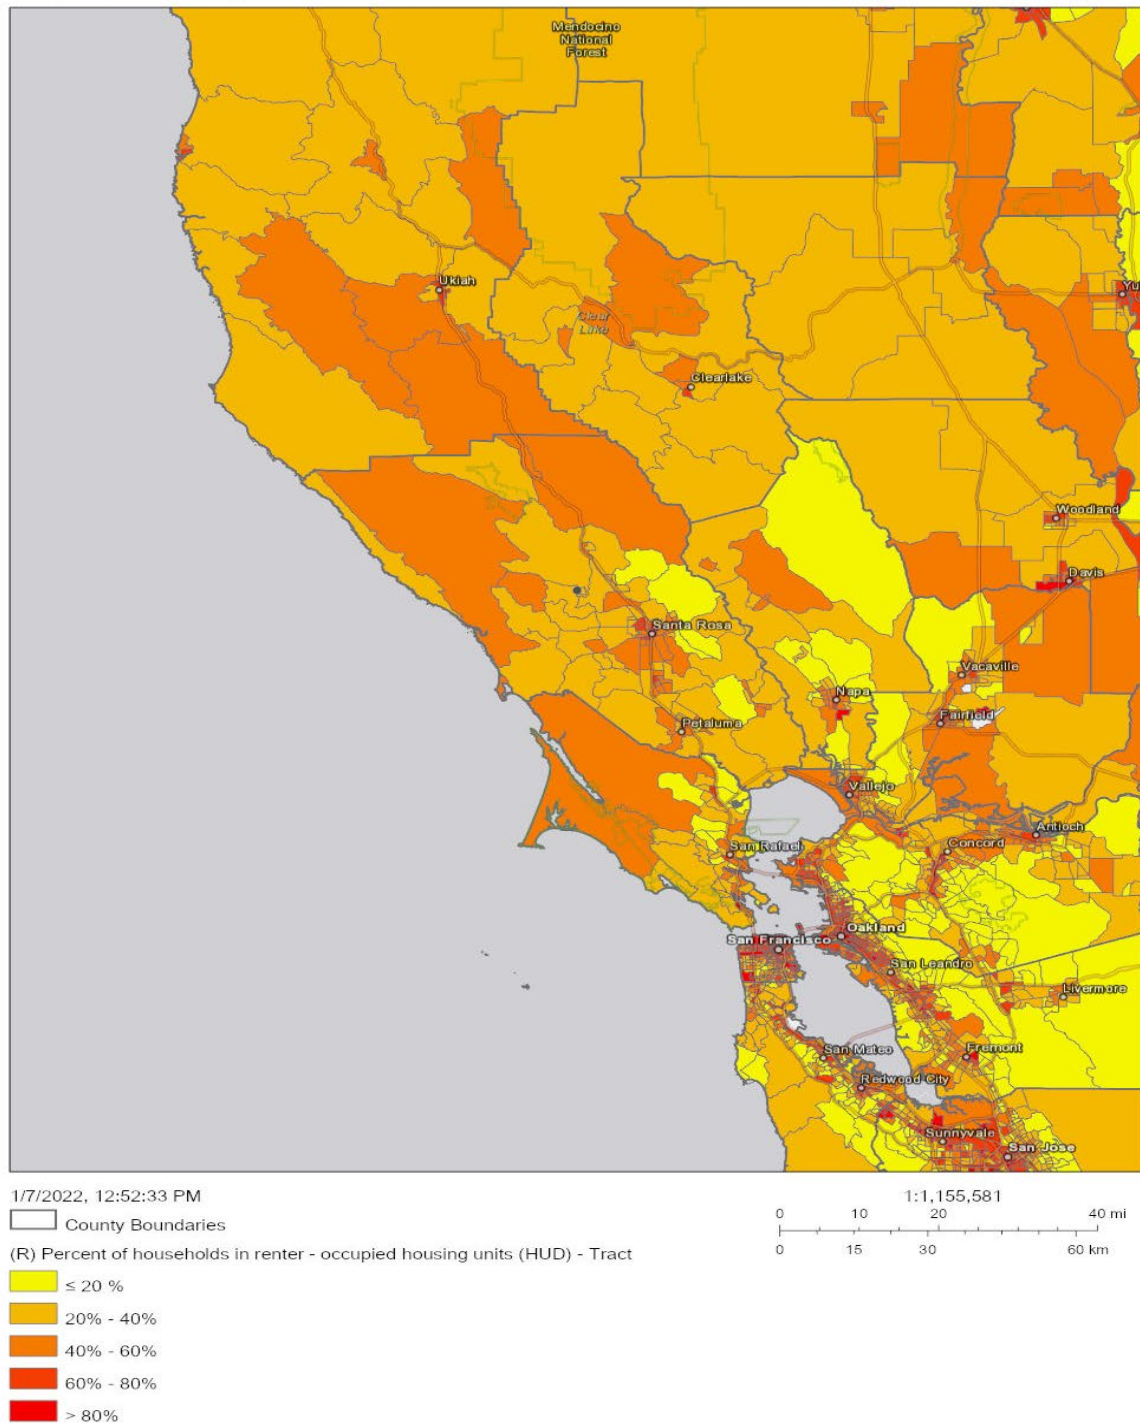 Mendocino
National
Forest
Ukiah
Clear
Lake
Clearlake
Yu
Woodland
Davis
Santa Rosa
Vacaville
Napa
Fairfield
Petaluma
Vallejo
Antioch
Concord
San Rafael
Oakland
San Francisco
San Leandro
Livermore
San Mateo
Fremont
Redwood City
Sunnyvale
San Jose
1/7/2022, 12:52:33 PM
1:1,155,581
0 10 20 40 mi
0 15 30 60 km
County Boundaries
(R) Percent of households in renter - occupied housing units (HUD) - Tract
≤ 20 %
20% - 40%
40% - 60%
60% - 80%
> 80%